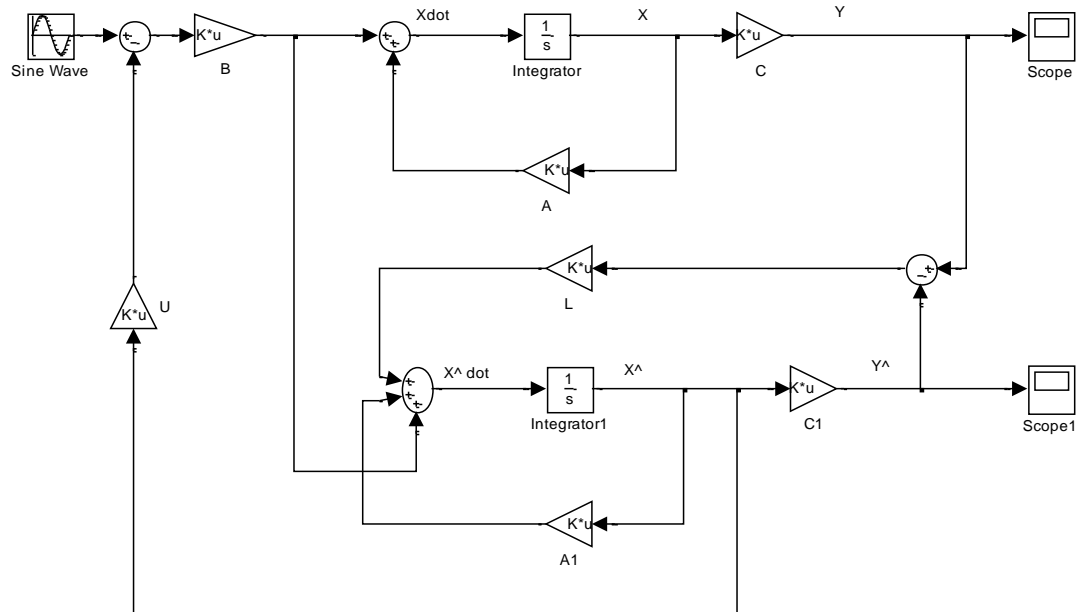 Xdot
X
Y
K*u
1
s
K*u
Sine Wave
B
Integrator
C
Scope
K*u
A
K*u
L
K*u
U
X^ dot
X^
Y^
1
s
K*u
Integrator1
C1
Scope1
K*u
A1